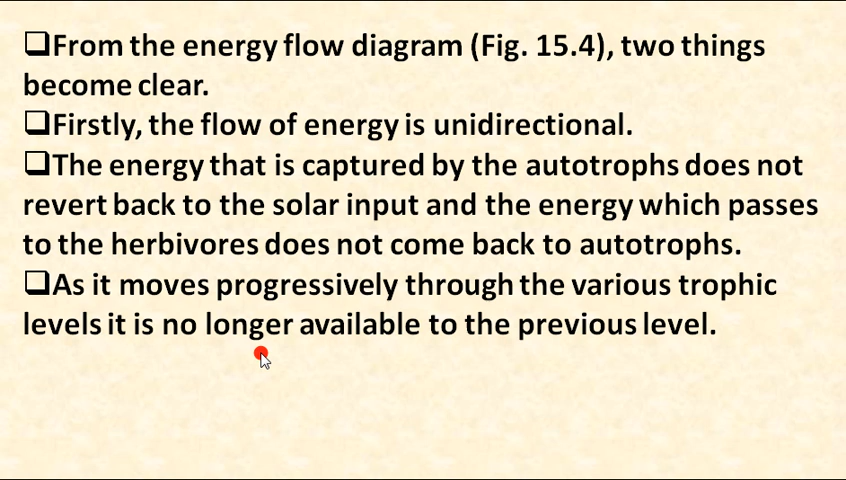 ❑From the energy flow diagram (Fig. 15.4), two things
become clear.
❑Firstly, the flow of energy is unidirectional.
❑The energy that is captured by the autotrophs does not
revert back to the solar input and the energy which passes
to the herbivores does not come back to autotrophs.
❑As it moves progressively through the various trophic
levels it is no longer available to the previous level.